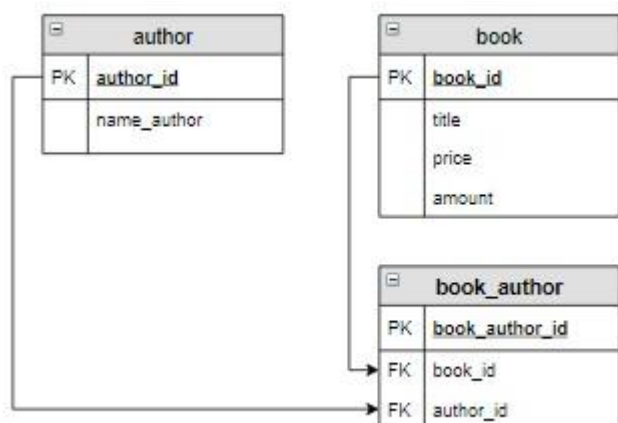 author
PK author_id
name_author
book
PK book_id
title
price
amount
book_author
PK book_author_id
FK book_id
FK author_id